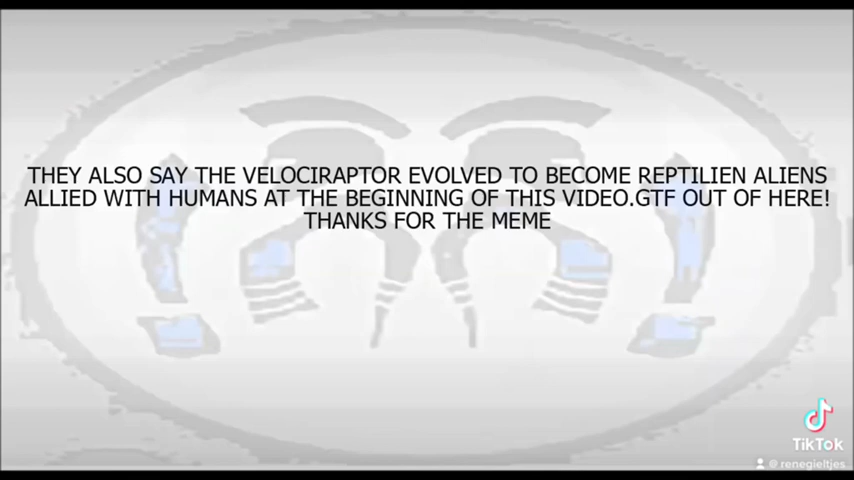 THEY ALSO SAY THE VELOCIRAPTOR EVOLVED TO BECOME REPTILIEN ALIENS
ALLIED WITH HUMANS AT THE BEGINNING OF THIS VIDEO.GTF OUT OF HERE!
THANKS FOR THE MEME
TikTok
@ renegieltjes